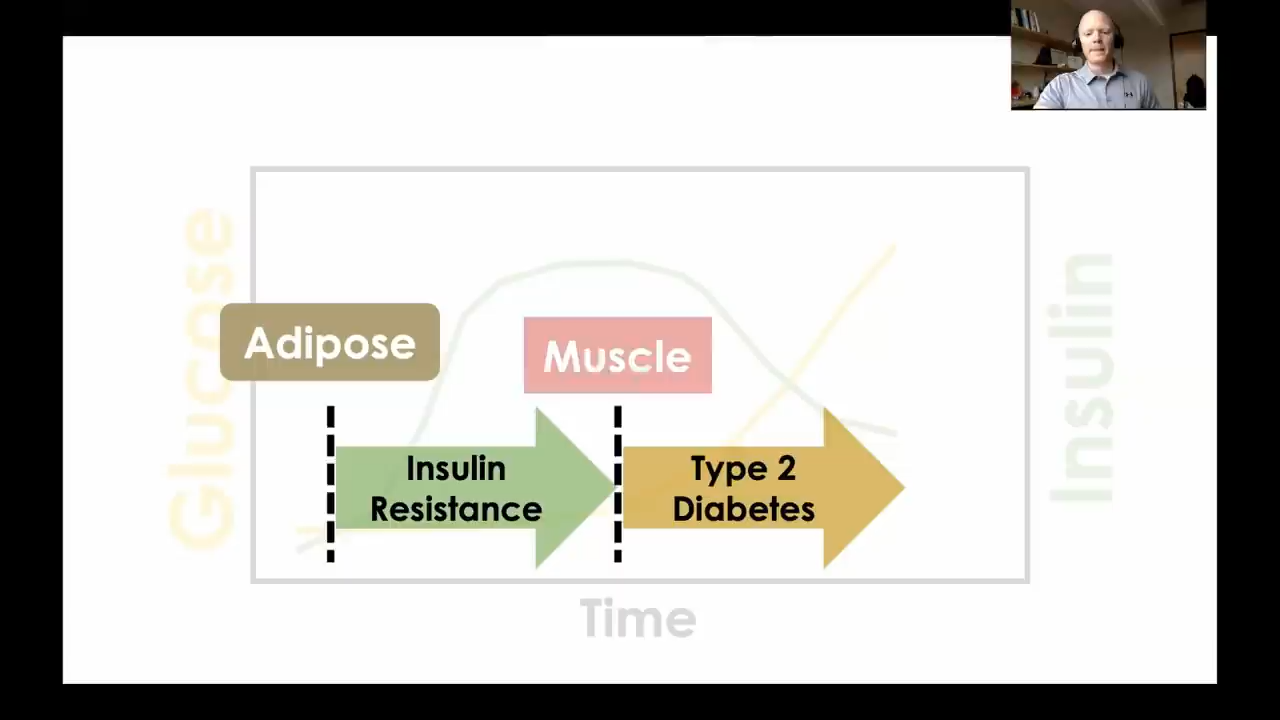 Glucose
Insulin
Adipose
Muscle
Insulin
Resistance
Type 2
Diabetes
Time